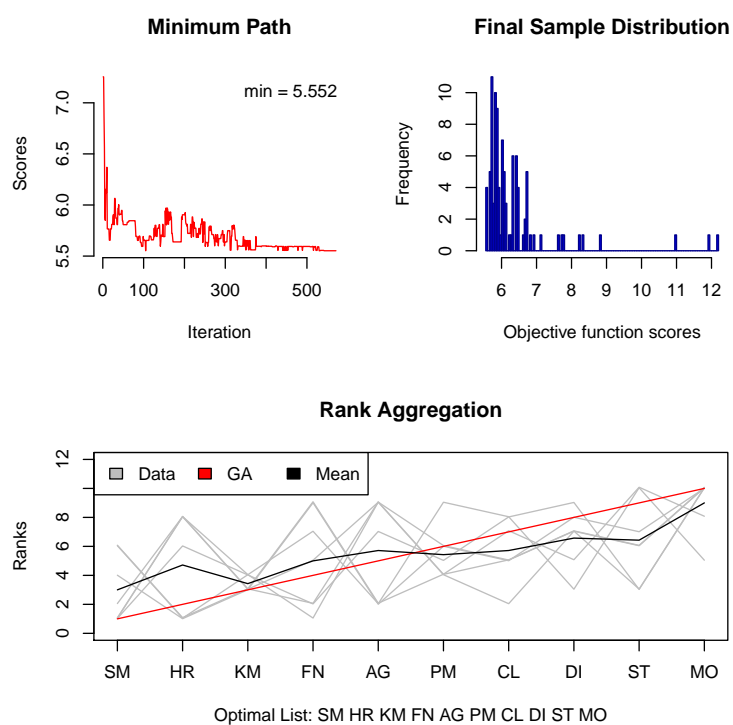 Minimum Path
min = 5.552
Scores
7.0
6.5
6.0
5.5
0 100 300 500
Iteration
Final Sample Distribution
Frequency
10
8
6
4
2
0
6 7 8 9 10 11 12
Objective function scores
Rank Aggregation
Data GA Mean
Ranks
12
8
6
4
2
0
SM HR KM FN AG PM CL DI ST MO
Optimal List: SM HR KM FN AG PM CL DI ST MO